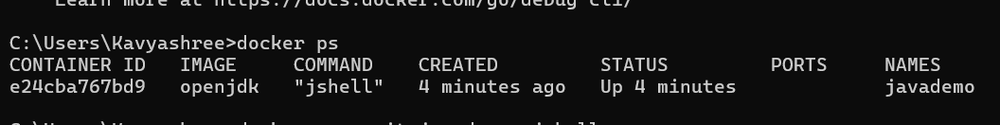 Learn more at https://docs.docker.com/go/debug-cli/
C:\Users\Kavyashree>docker ps
CONTAINER ID   IMAGE     COMMAND    CREATED         STATUS         PORTS     NAMES
e24cba767bd9   openjdk   "jshell"   4 minutes ago   Up 4 minutes             javademo